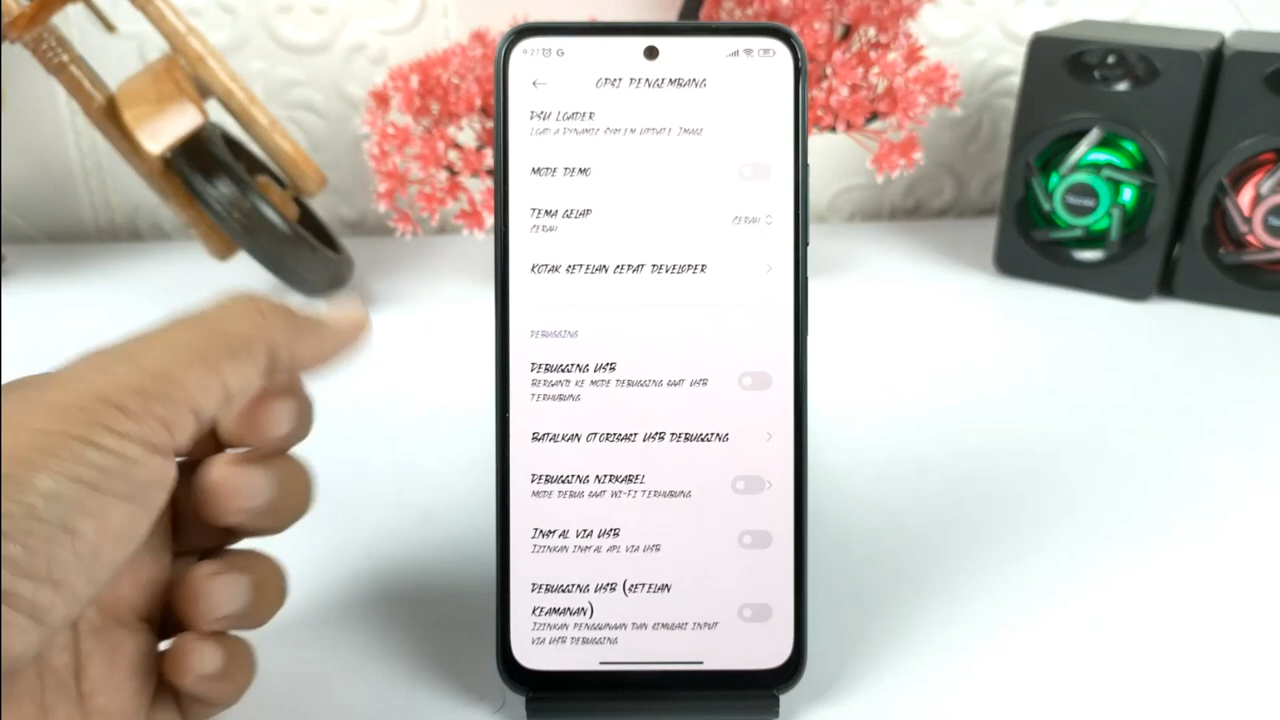 9:27
OPSI PENGEMBANG
DSU LOADER
LOAD A DYNAMIC SYSTEM UPDATE IMAGE
MODE DEMO
TEMA GELAP
CERAH
CERAH
KOTAK SETELAN CEPAT DEVELOPER
DEBUGGING
DEBUGGING USB
BERGANTI KE MODE DEBUGGING SAAT USB
TERHUBUNG
BATALKAN OTORISASI USB DEBUGGING
DEBUGGING NIRKABEL
MODE DEBUG SAAT WI-FI TERHUBUNG
INSTAL VIA USB
IZINKAN INSTAL APL VIA USB
DEBUGGING USB (SETELAN
KEAMANAN)
IZINKAN PENGGUNAAN DAN SIMULASI INPUT
VIA USB DEBUGGING